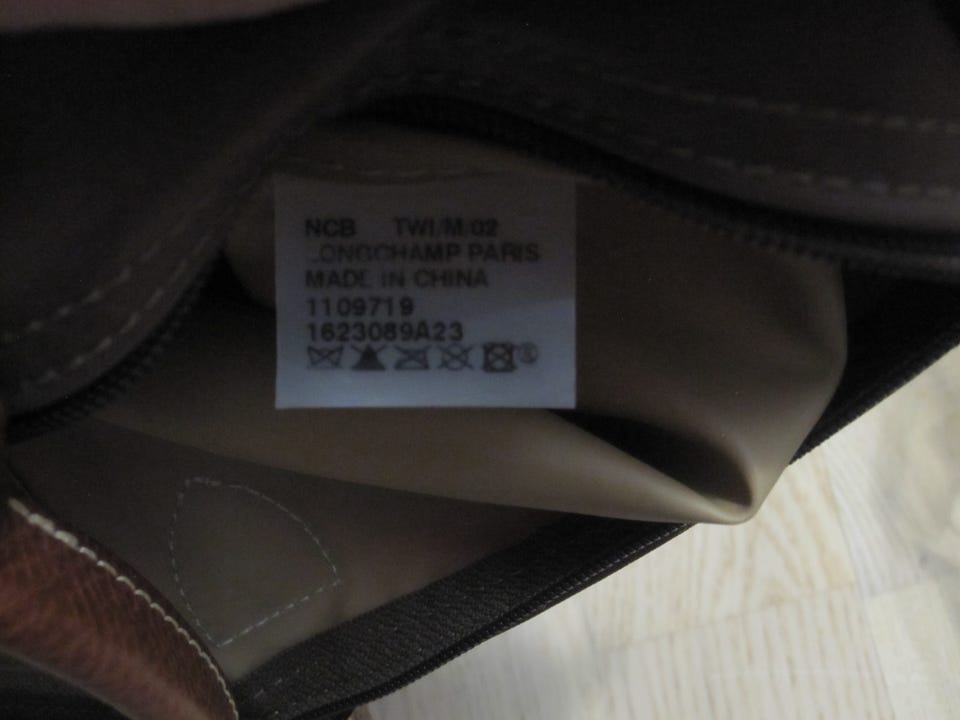 NCB TWI/M/02
LONGCHAMP PARIS
MADE IN CHINA
1109719
1623089A23